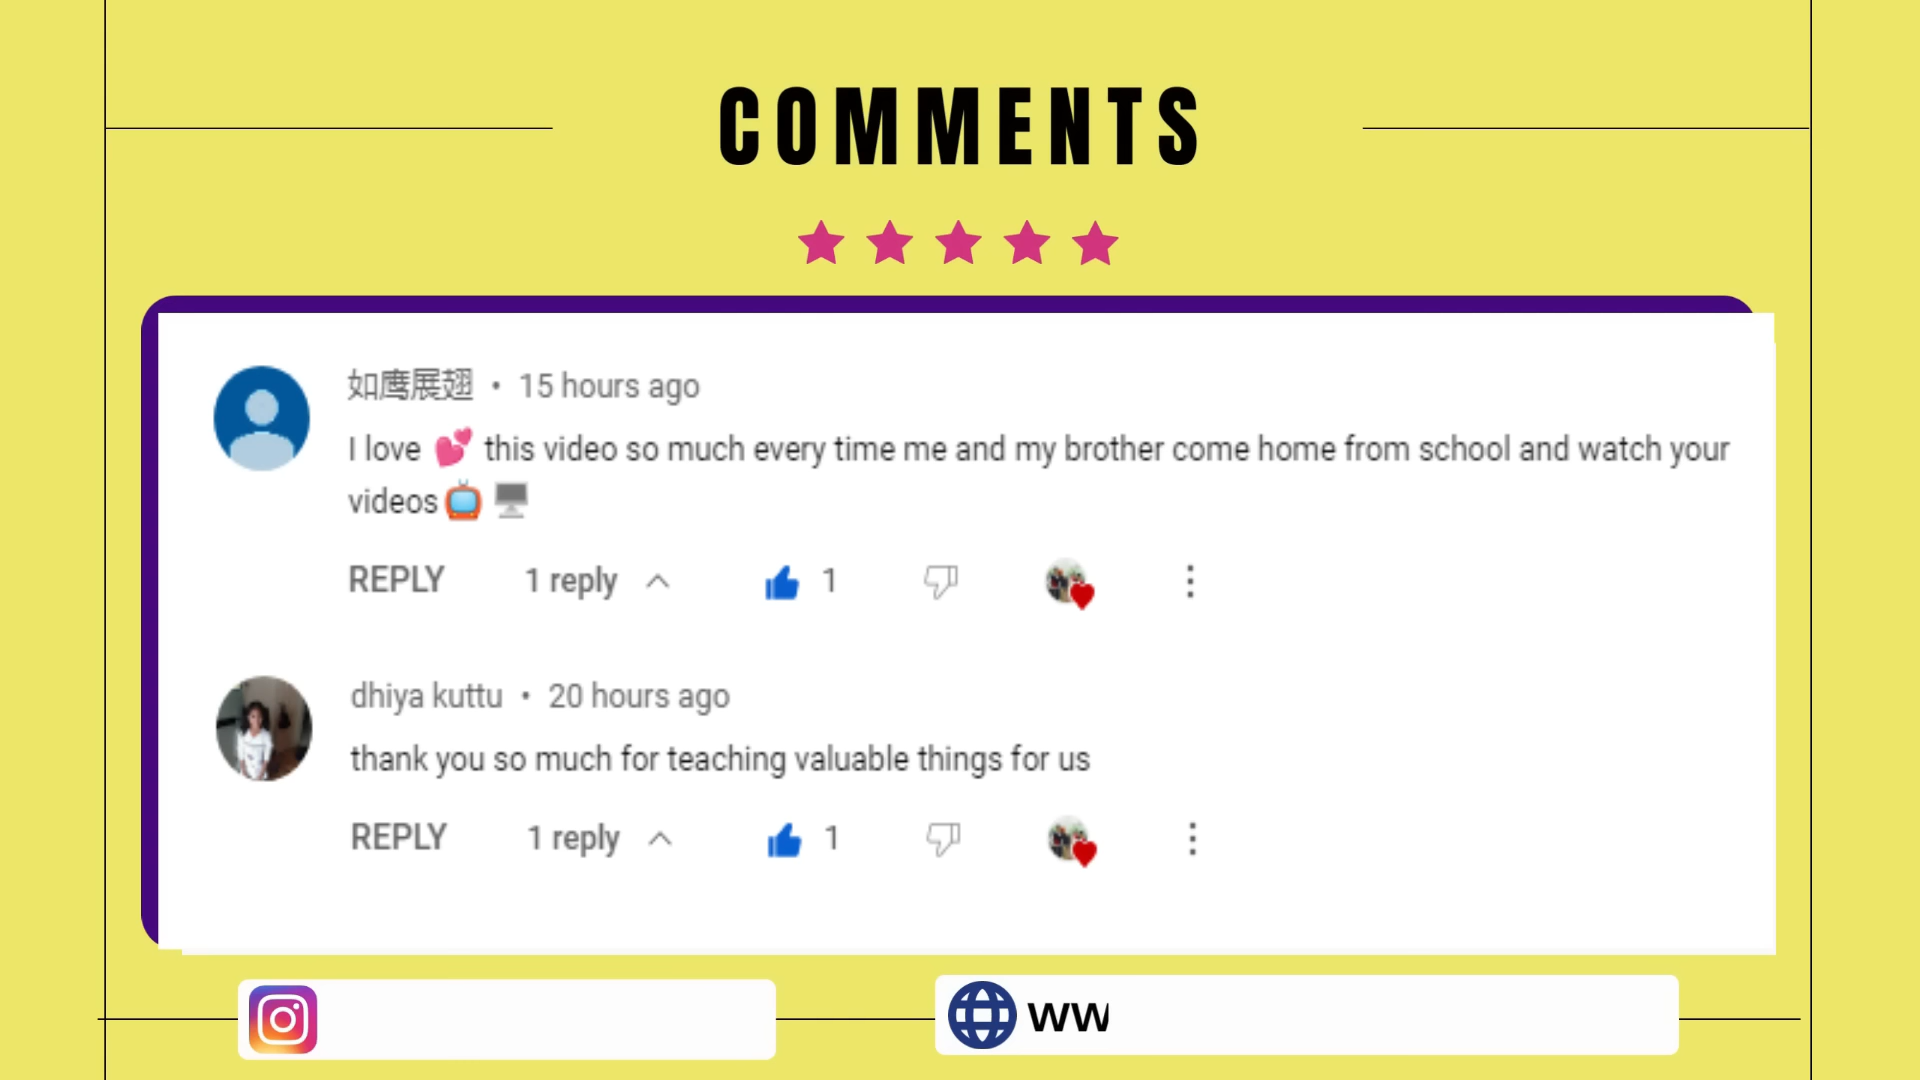 COMMENTS
如鹰展翅 • 15 hours ago
I love 💕 this video so much every time me and my brother come home from school and watch your
videos📺 🖥️
REPLY 1 reply 1
dhiya kuttu • 20 hours ago
thank you so much for teaching valuable things for us
REPLY 1 reply 1
ww